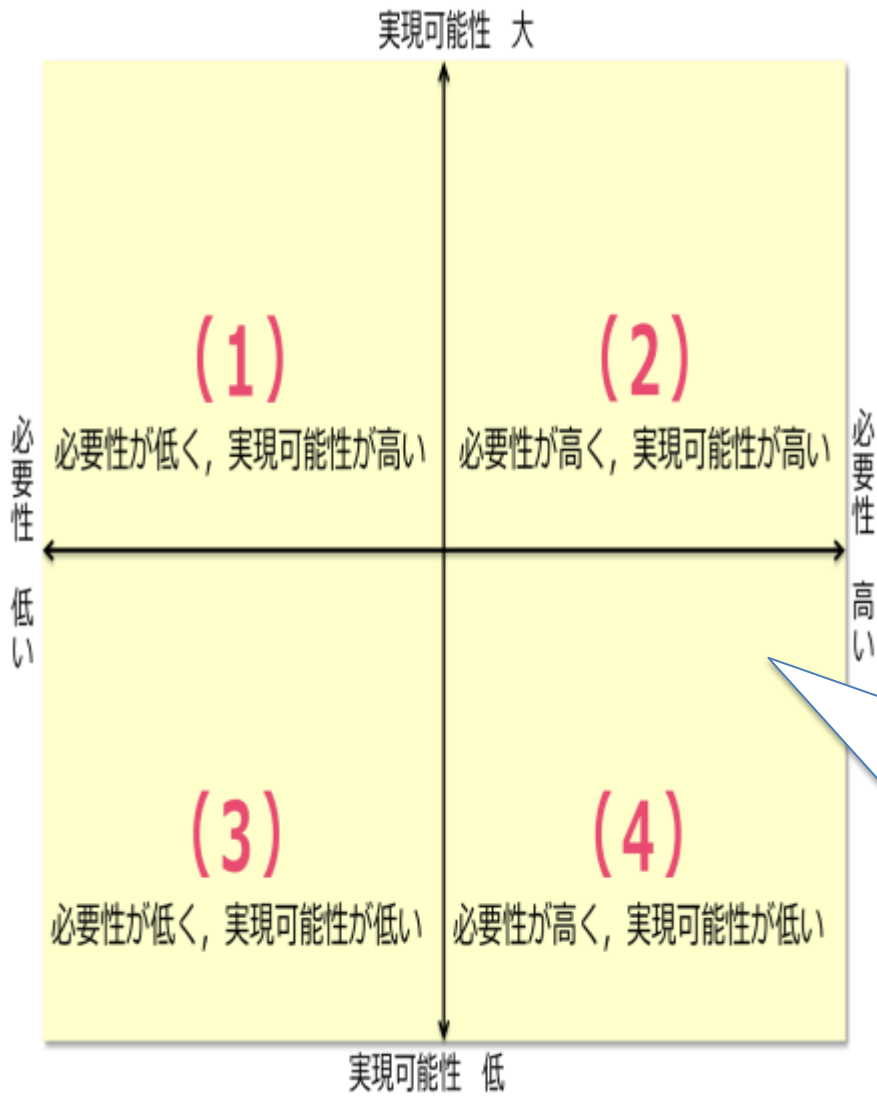 実現可能性 大
(1)
必要性が低く，実現可能性が高い
(2)
必要性が高く，実現可能性が高い
必要性 低い
必要性 高い
(3)
必要性が低く，実現可能性が低い
(4)
必要性が高く，実現可能性が低い
実現可能性 低